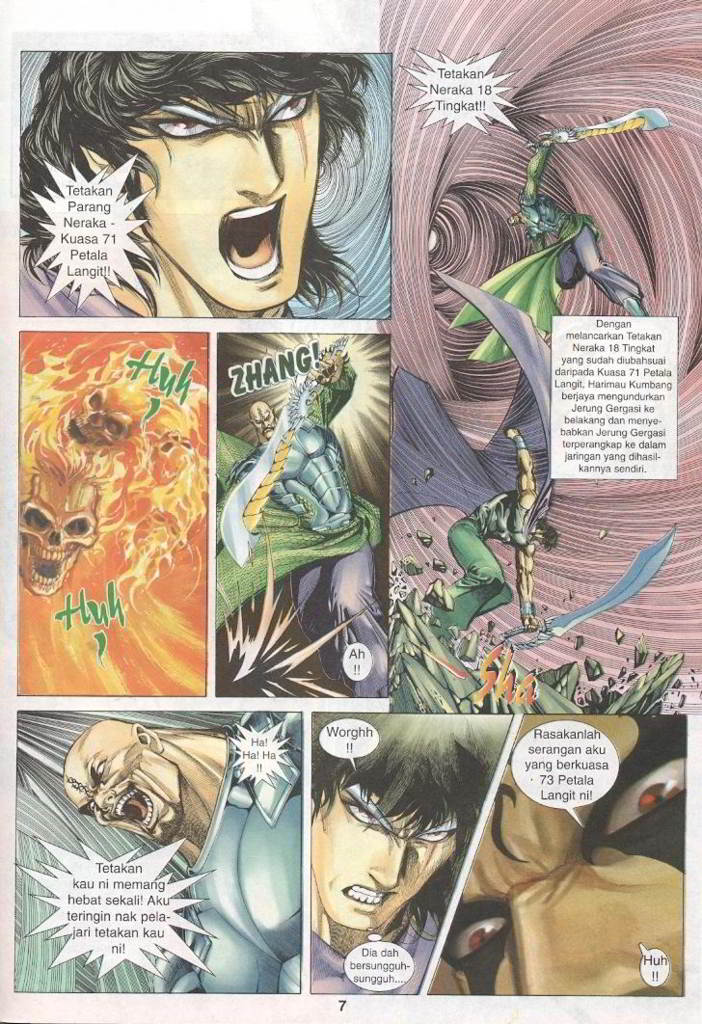 Tetakan
Parang
Neraka -
Kuasa 71
Petala
Langit!!
Tetakan
Neraka 18
Tingkat!!
Dengan
melancarkan Tetakan
Neraka 18 Tingkat
yang sudah diubahsuai
daripada Kuasa 71 Petala
Langit, Harimau Kumbang
berjaya mengundurkan
Jerung Gergasi ke
belakang dan menye-
babkan Jerung Gergasi
terperangkap ke dalam
jaringan yang dihasil-
kannya sendiri.
Huh
Huh
ZHANG!
Ah
!!
Sha
Ha!
Ha! Ha
!!
Tetakan
kau ni memang
hebat sekali! Aku
teringin nak pela-
jari tetakan kau
ni!
Worghh
!!
Dia dah
bersungguh-
sungguh....
Rasakanlah
serangan aku
yang berkuasa
73 Petala
Langit ni!
Huh
!!
7